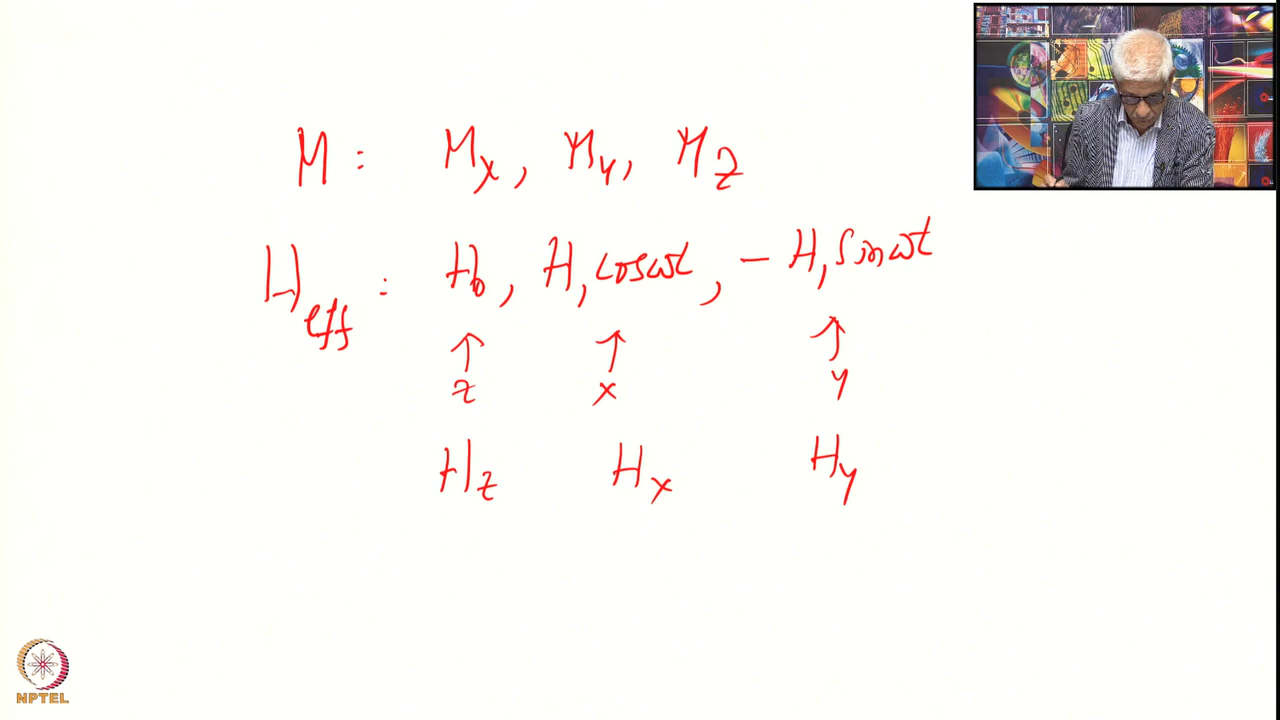 M : Mx, My, Mz
Heff : H0, H1 cosωt, - H1 sinωt
↑ ↑ ↑
z x y
Hz Hx Hy
NPTEL